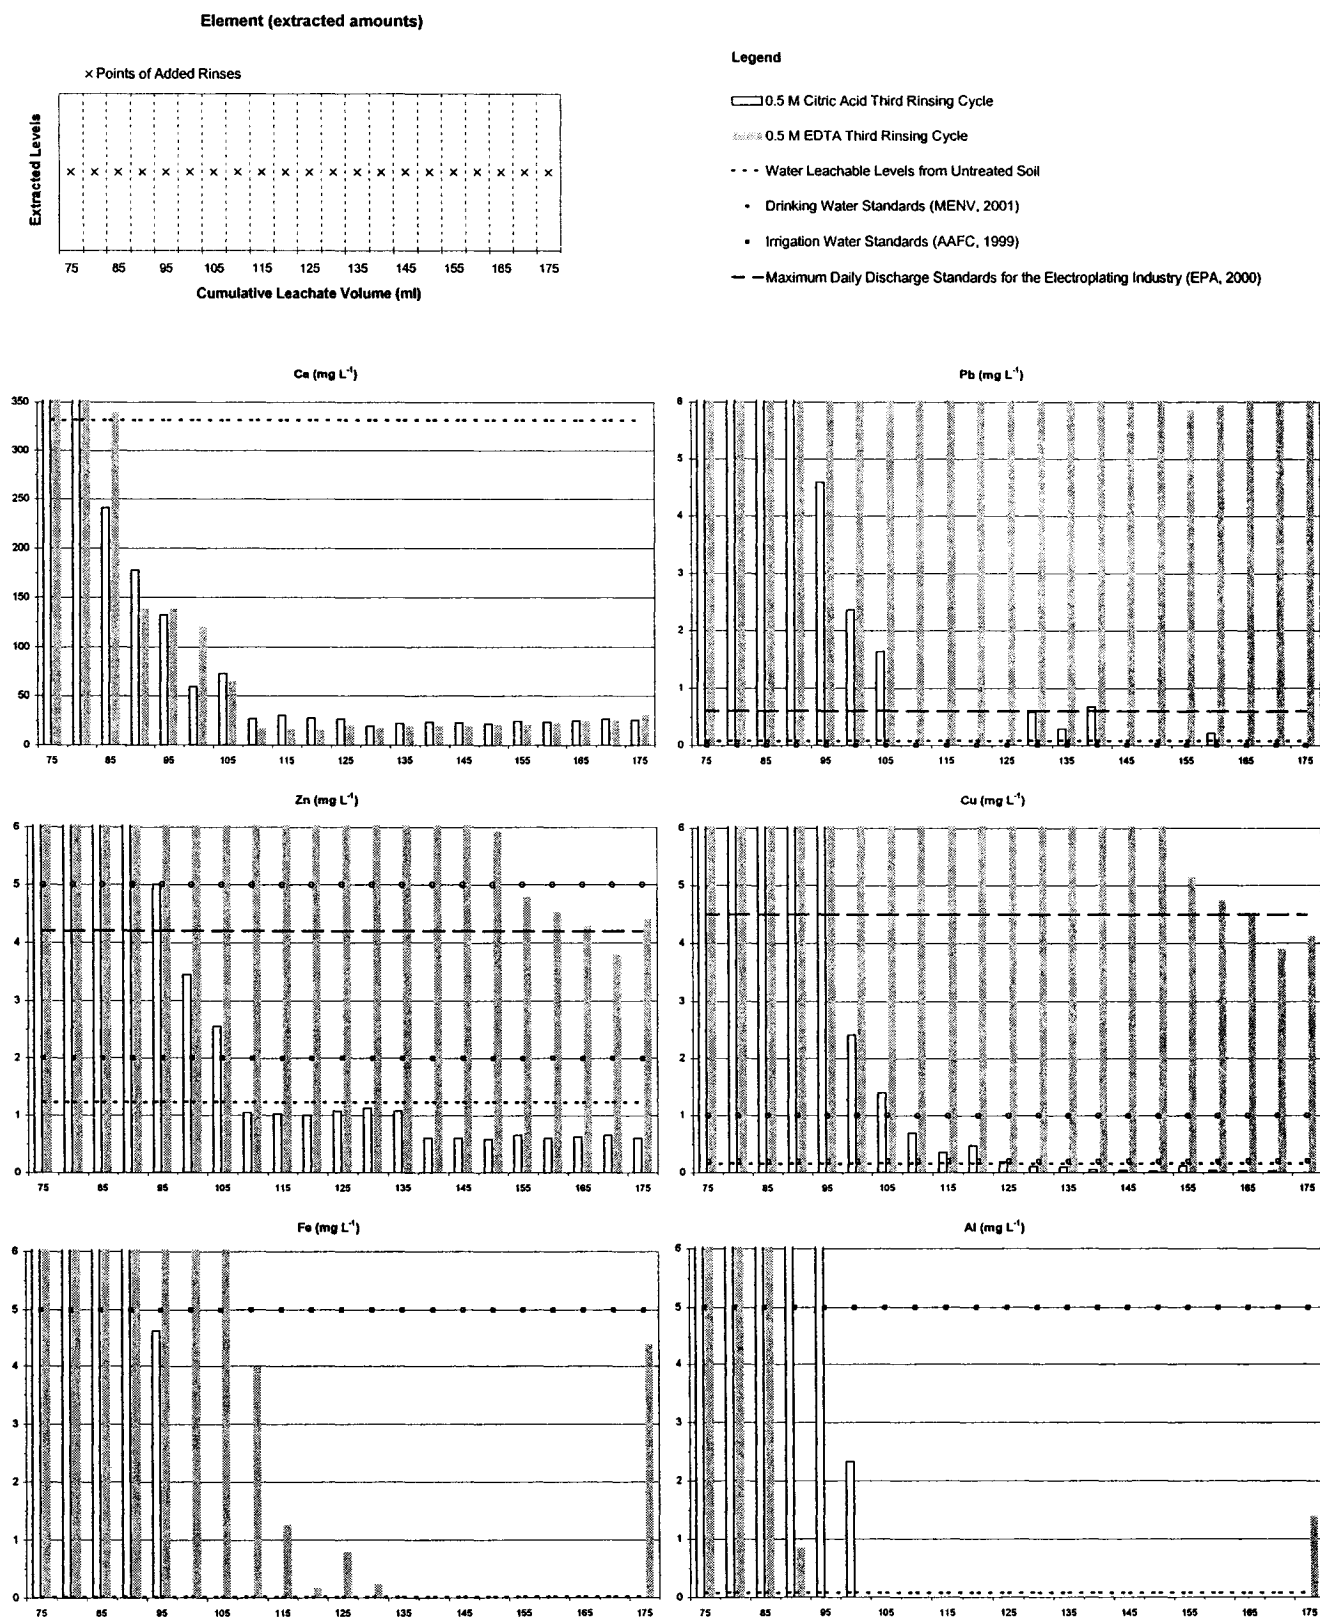 Element (extracted amounts)
× Points of Added Rinses
Extracted Levels
75 85 95 105 115 125 135 145 155 165 175
Cumulative Leachate Volume (ml)
Legend
0.5 M Citric Acid Third Rinsing Cycle
0.5 M EDTA Third Rinsing Cycle
Water Leachable Levels from Untreated Soil
Drinking Water Standards (MENV, 2001)
Irrigation Water Standards (AAFC, 1999)
Maximum Daily Discharge Standards for the Electroplating Industry (EPA, 2000)
Ca (mg L⁻¹)
350
300
250
200
150
100
50
0
75 85 95 105 115 125 135 145 155 165 175
Pb (mg L⁻¹)
6
5
4
3
2
1
0
75 85 95 105 115 125 135 145 155 165 175
Zn (mg L⁻¹)
6
5
4
3
2
1
0
75 85 95 105 115 125 135 145 155 165 175
Cu (mg L⁻¹)
6
5
4
3
2
1
0
75 85 95 105 115 125 135 145 155 165 175
Fe (mg L⁻¹)
6
5
4
3
2
1
0
75 85 95 105 115 125 135 145 155 165 175
Al (mg L⁻¹)
6
5
4
3
2
1
0
75 85 95 105 115 125 135 145 155 165 175